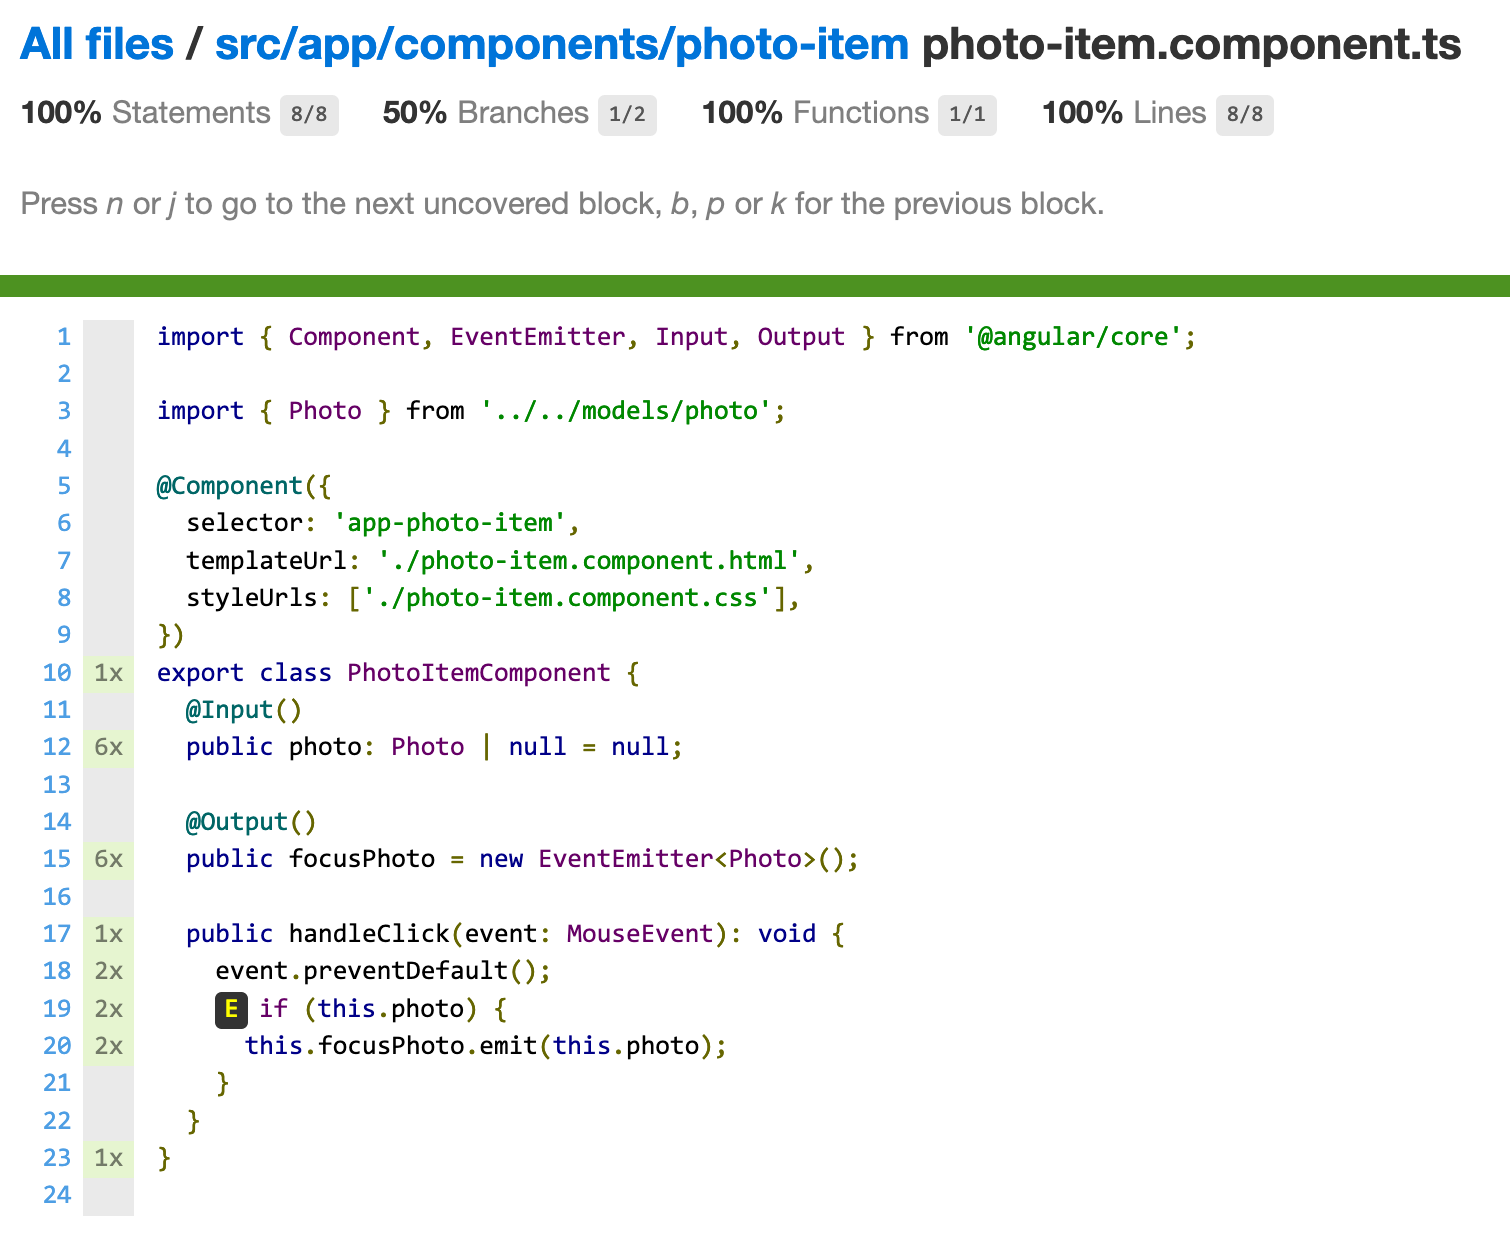 All files / src/app/components/photo-item photo-item.component.ts
100% Statements 8/8 50% Branches 1/2 100% Functions 1/1 100% Lines 8/8
Press n or j to go to the next uncovered block, b, p or k for the previous block.
1 import { Component, EventEmitter, Input, Output } from '@angular/core';
2
3 import { Photo } from '../../models/photo';
4
5 @Component({
6 selector: 'app-photo-item',
7 templateUrl: './photo-item.component.html',
8 styleUrls: ['./photo-item.component.css'],
9 })
10 1x export class PhotoItemComponent {
11 @Input()
12 6x public photo: Photo | null = null;
13
14 @Output()
15 6x public focusPhoto = new EventEmitter<Photo>();
16
17 1x public handleClick(event: MouseEvent): void {
18 2x event.preventDefault();
19 2x E if (this.photo) {
20 2x this.focusPhoto.emit(this.photo);
21 }
22 }
23 1x }
24